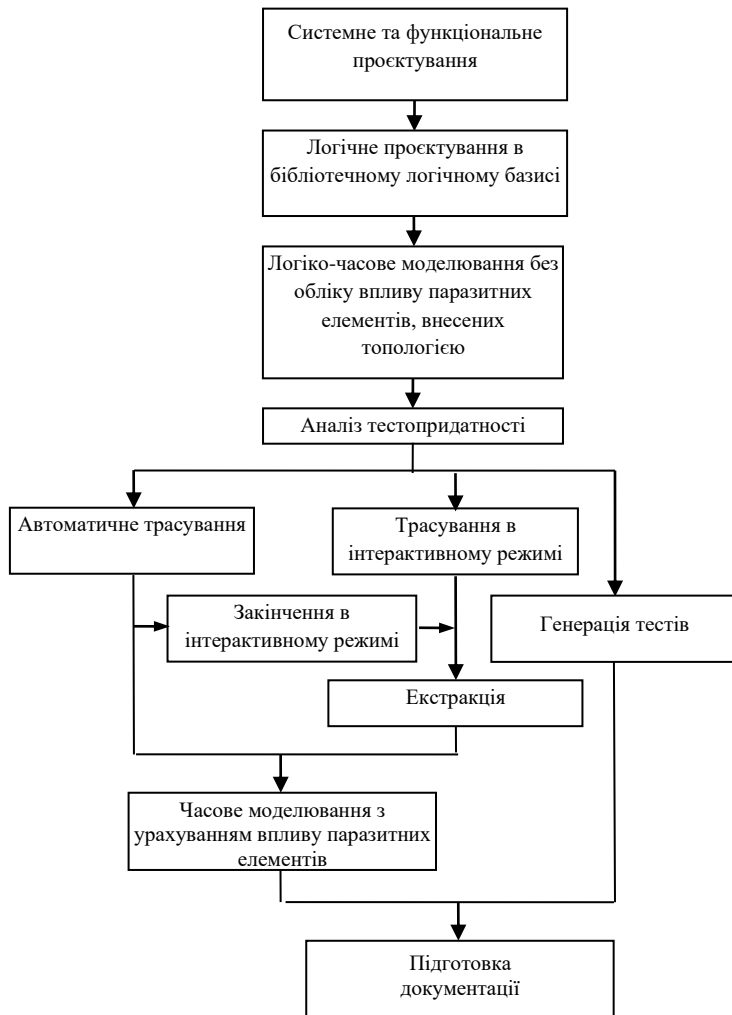 Системне та функціональне
проєктування
Логічне проєктування в
бібліотечному логічному базисі
Логіко-часове моделювання без
обліку впливу паразитних
елементів, внесених
топологією
Аналіз тестопридатності
Автоматичне трасування
Трасування в
інтерактивному режимі
Закінчення в
інтерактивному режимі
Генерація тестів
Екстракція
Часове моделювання з
урахуванням впливу паразитних
елементів
Підготовка
документації